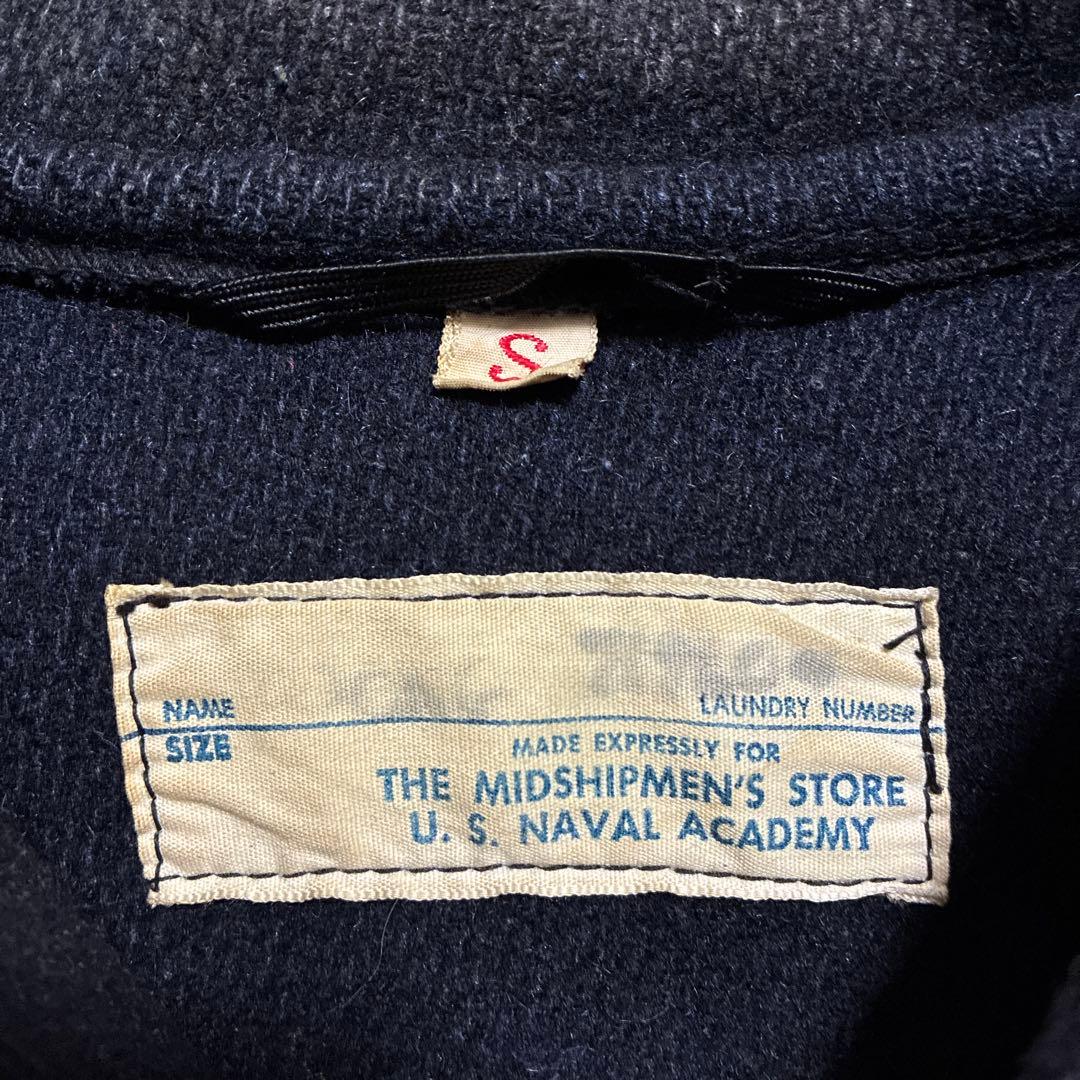 S
NAME
LAUNDRY NUMBER
SIZE
MADE EXPRESSLY FOR
THE MIDSHIPMEN'S STORE
U. S. NAVAL ACADEMY